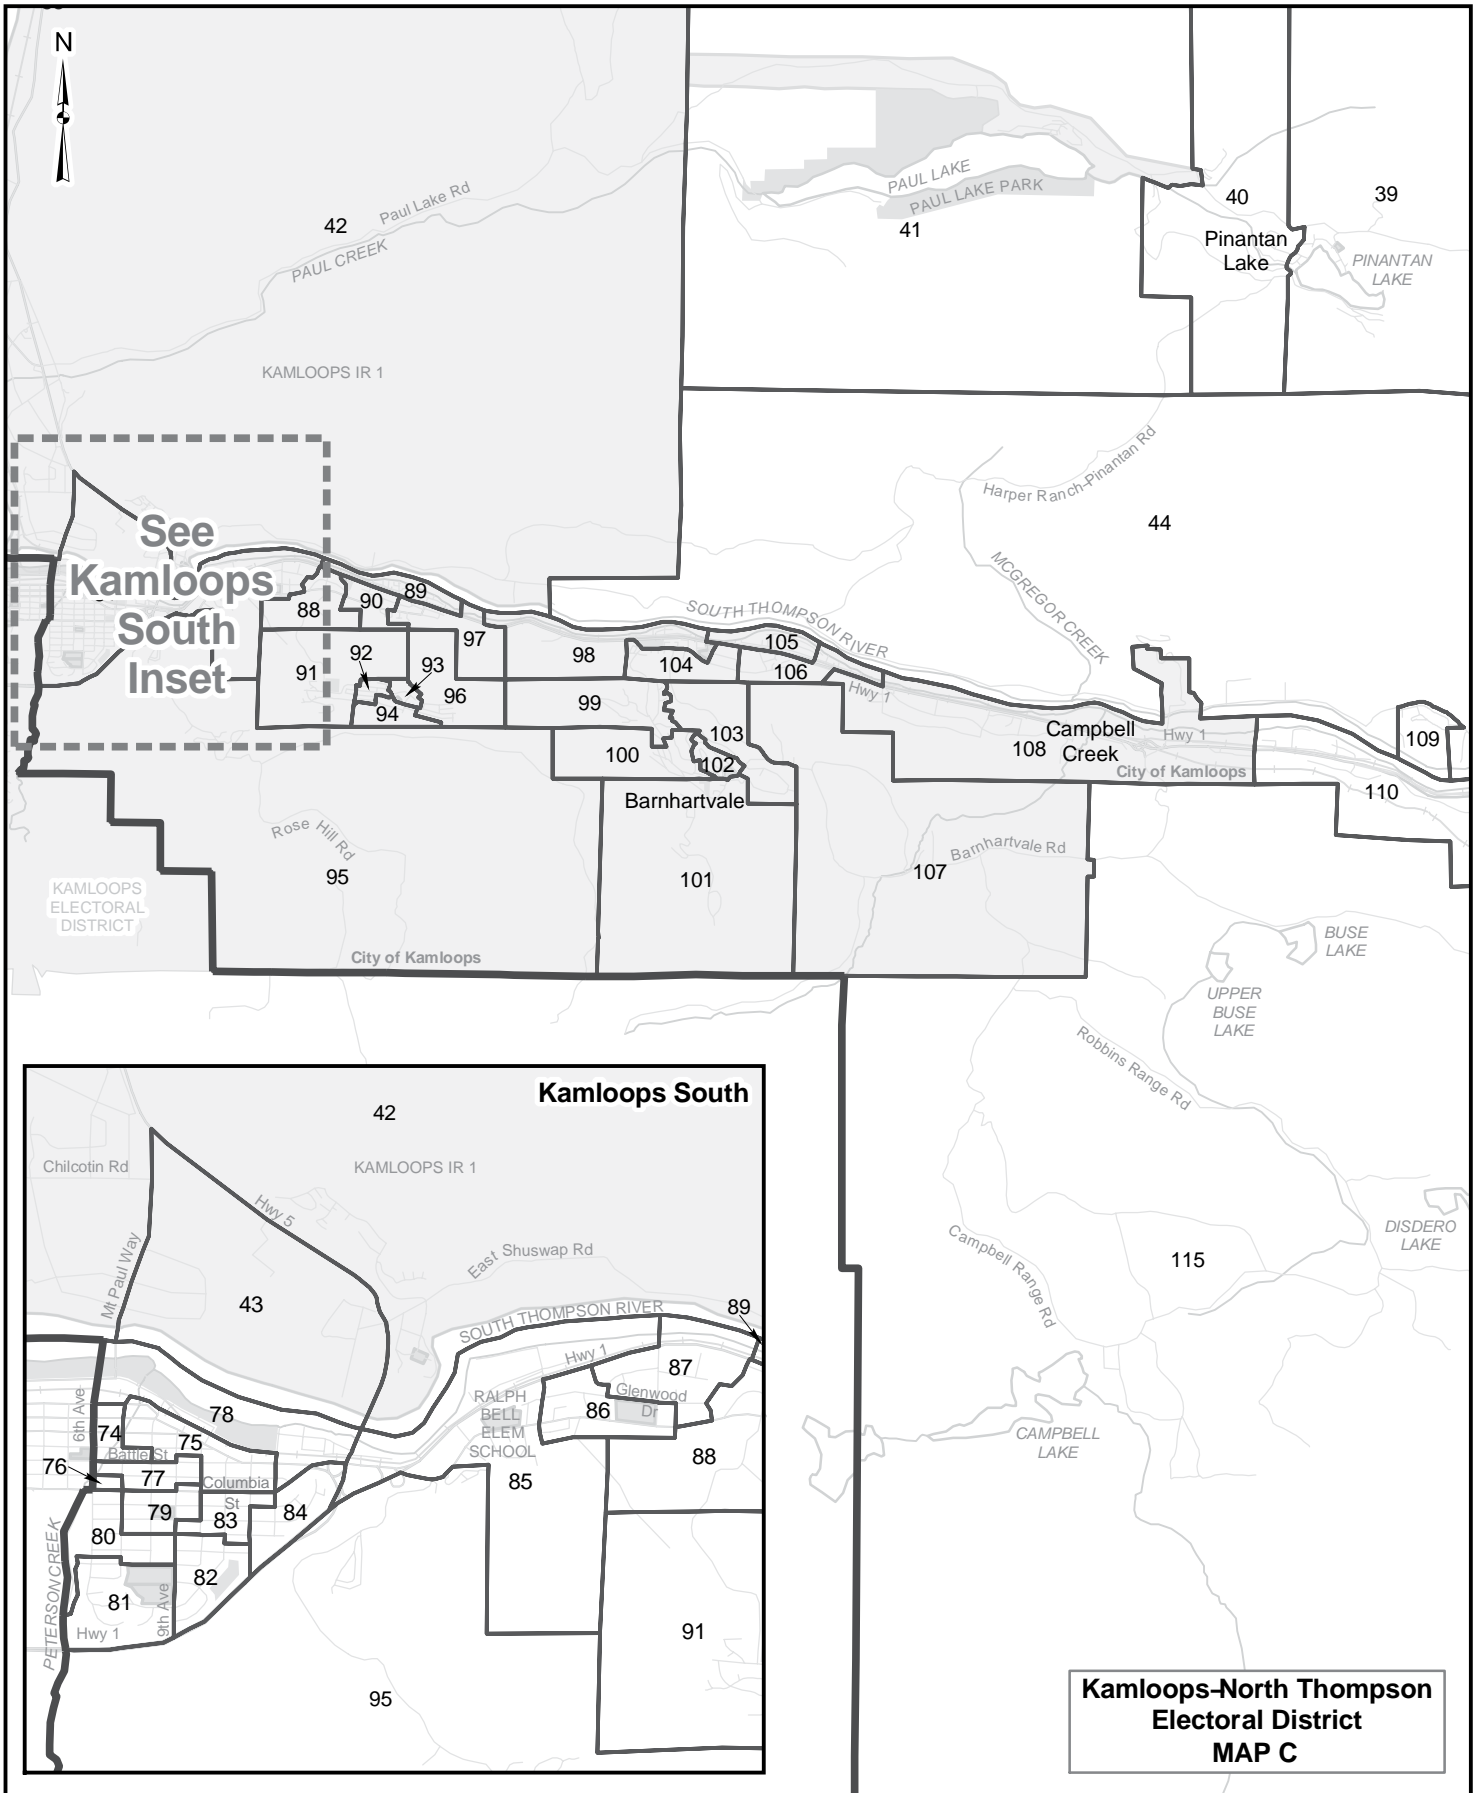 N
42
Paul Lake Rd
PAUL CREEK
KAMLOOPS IR 1
PAUL LAKE
PAUL LAKE PARK
41
40
39
Pinantan
Lake
PINANTAN
LAKE
Harper Ranch-Pinantan Rd
44
MCGREGOR CREEK
SOUTH THOMPSON RIVER
See
Kamloops
South
Inset
88
90
89
97
91
92
93
94
96
98
99
100
104
105
106
103
102
Barnhartvale
Hwy 1
108
Campbell
Creek
Hwy 1
City of Kamloops
109
110
Rose Hill Rd
95
101
107
Barnhartvale Rd
KAMLOOPS
ELECTORAL
DISTRICT
City of Kamloops
BUSE
LAKE
UPPER
BUSE
LAKE
Robbins Range Rd
Campbell Range Rd
115
DISDERO
LAKE
CAMPBELL
LAKE
Kamloops South
42
KAMLOOPS IR 1
Chilcotin Rd
Hwy 5
Mt Paul Way
East Shuswap Rd
43
SOUTH THOMPSON RIVER
89
Hwy 1
87
Glenwood
Dr
86
RALPH
BELL
ELEM
SCHOOL
88
85
6th Ave
78
74
75
Battle St
76
77
Columbia
St
79
83
84
80
82
81
9th Ave
Hwy 1
PETERSON CREEK
91
95
Kamloops-North Thompson
Electoral District
MAP C